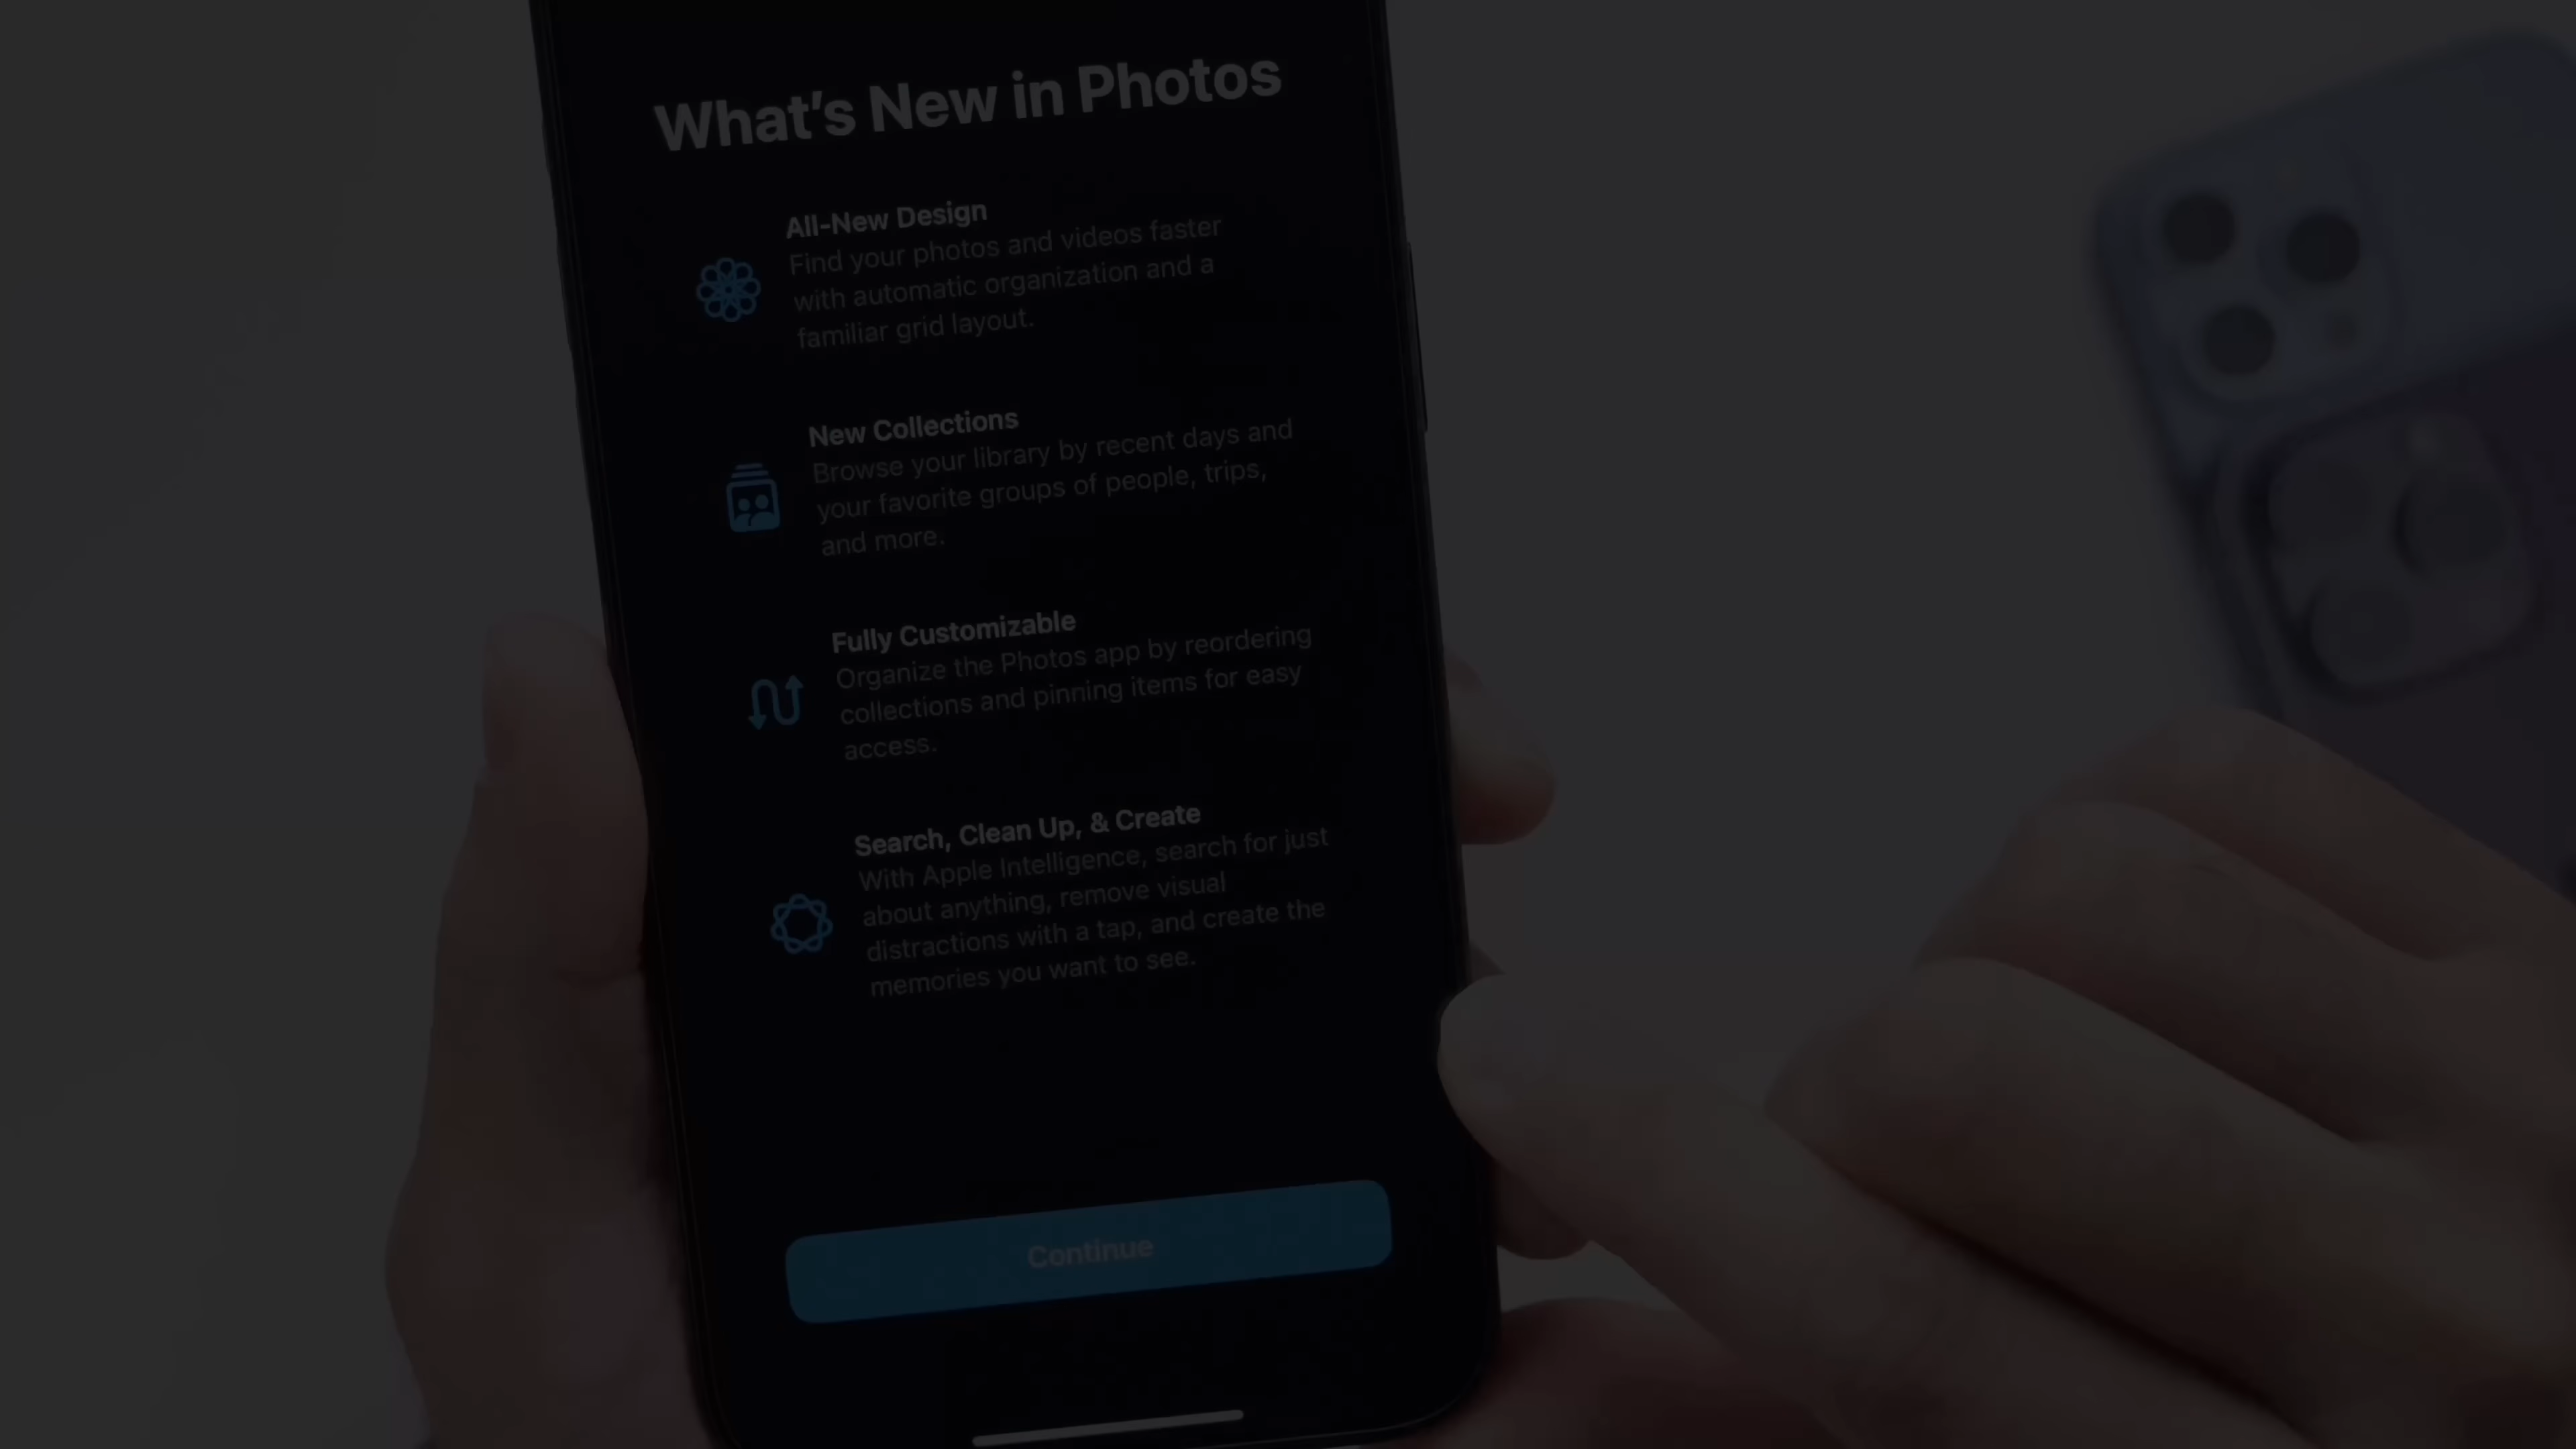 What's New in Photos
All-New Design
Find your photos and videos faster
with automatic organization and a
familiar grid layout.
New Collections
Browse your library by recent days and
your favorite groups of people, trips,
and more.
Fully Customizable
Organize the Photos app by reordering
collections and pinning items for easy
access.
Search, Clean Up, & Create
With Apple Intelligence, search for just
about anything, remove visual
distractions with a tap, and create the
memories you want to see.
Continue